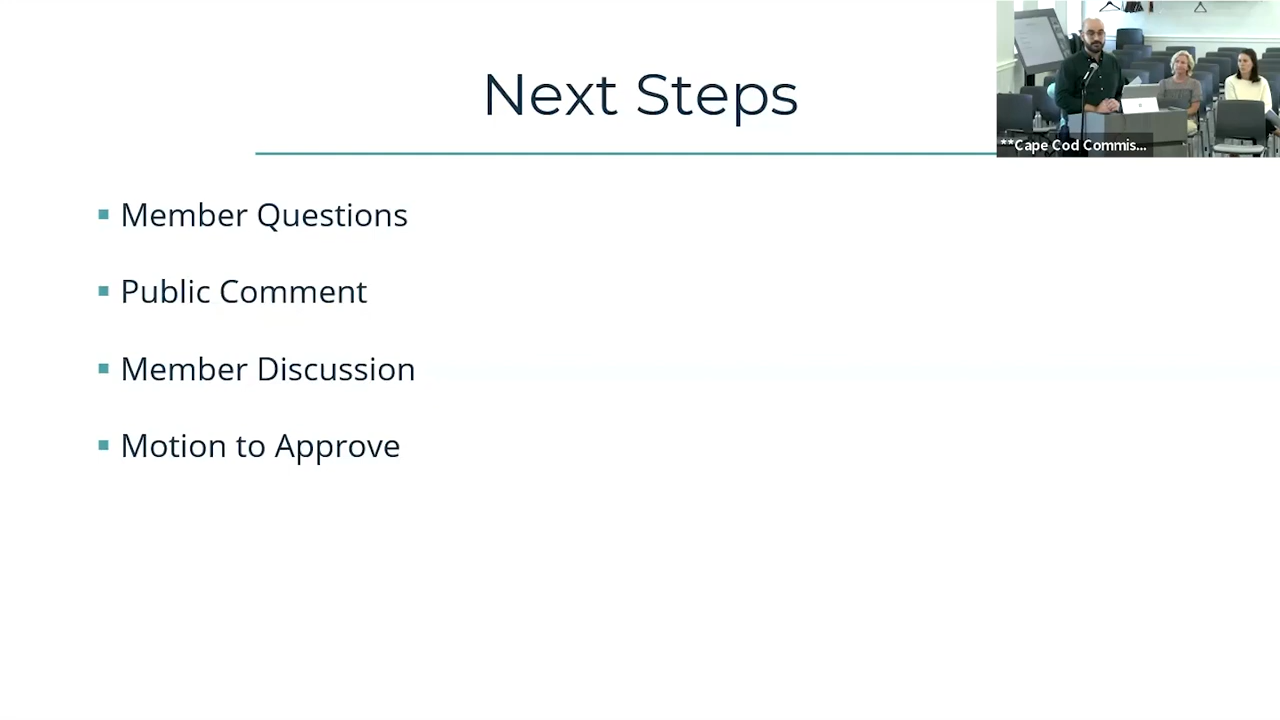 Next Steps
**Cape Cod Commis...
▪ Member Questions
▪ Public Comment
▪ Member Discussion
▪ Motion to Approve